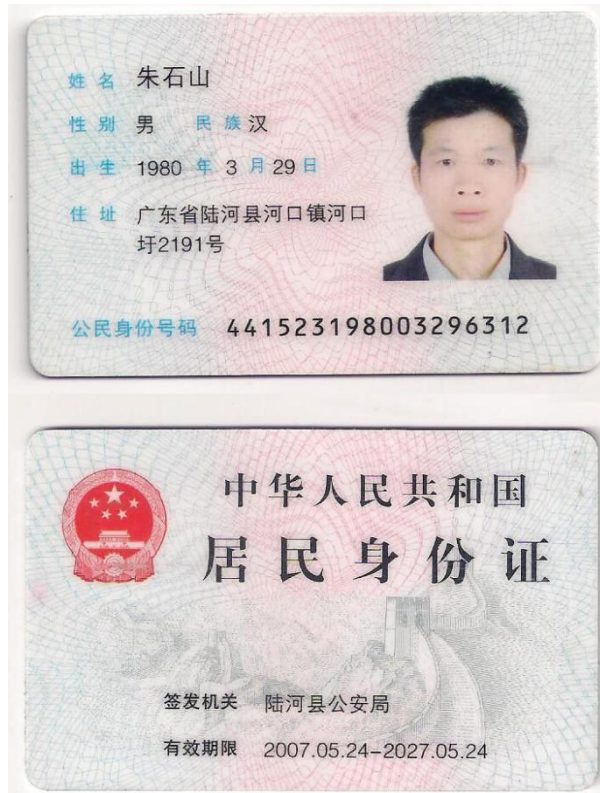 姓名 朱石山
性别 男 民族 汉
出生 1980 年 3 月 29 日
住址 广东省陆河县河口镇河口
圩2191号
公民身份号码 441523198003296312
中华人民共和国
居民身份证
签发机关 陆河县公安局
有效期限 2007.05.24-2027.05.24